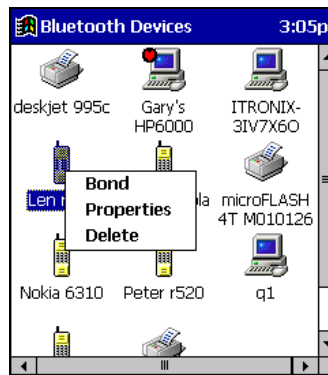 Bluetooth Devices 3:05p
deskjet 995c Gary's ITRONIX-
HP6000 3IV7X6O
Bond
Len
Properties
microFLASH
4T M010126
Delete
Nokia 6310 Peter r520 q1